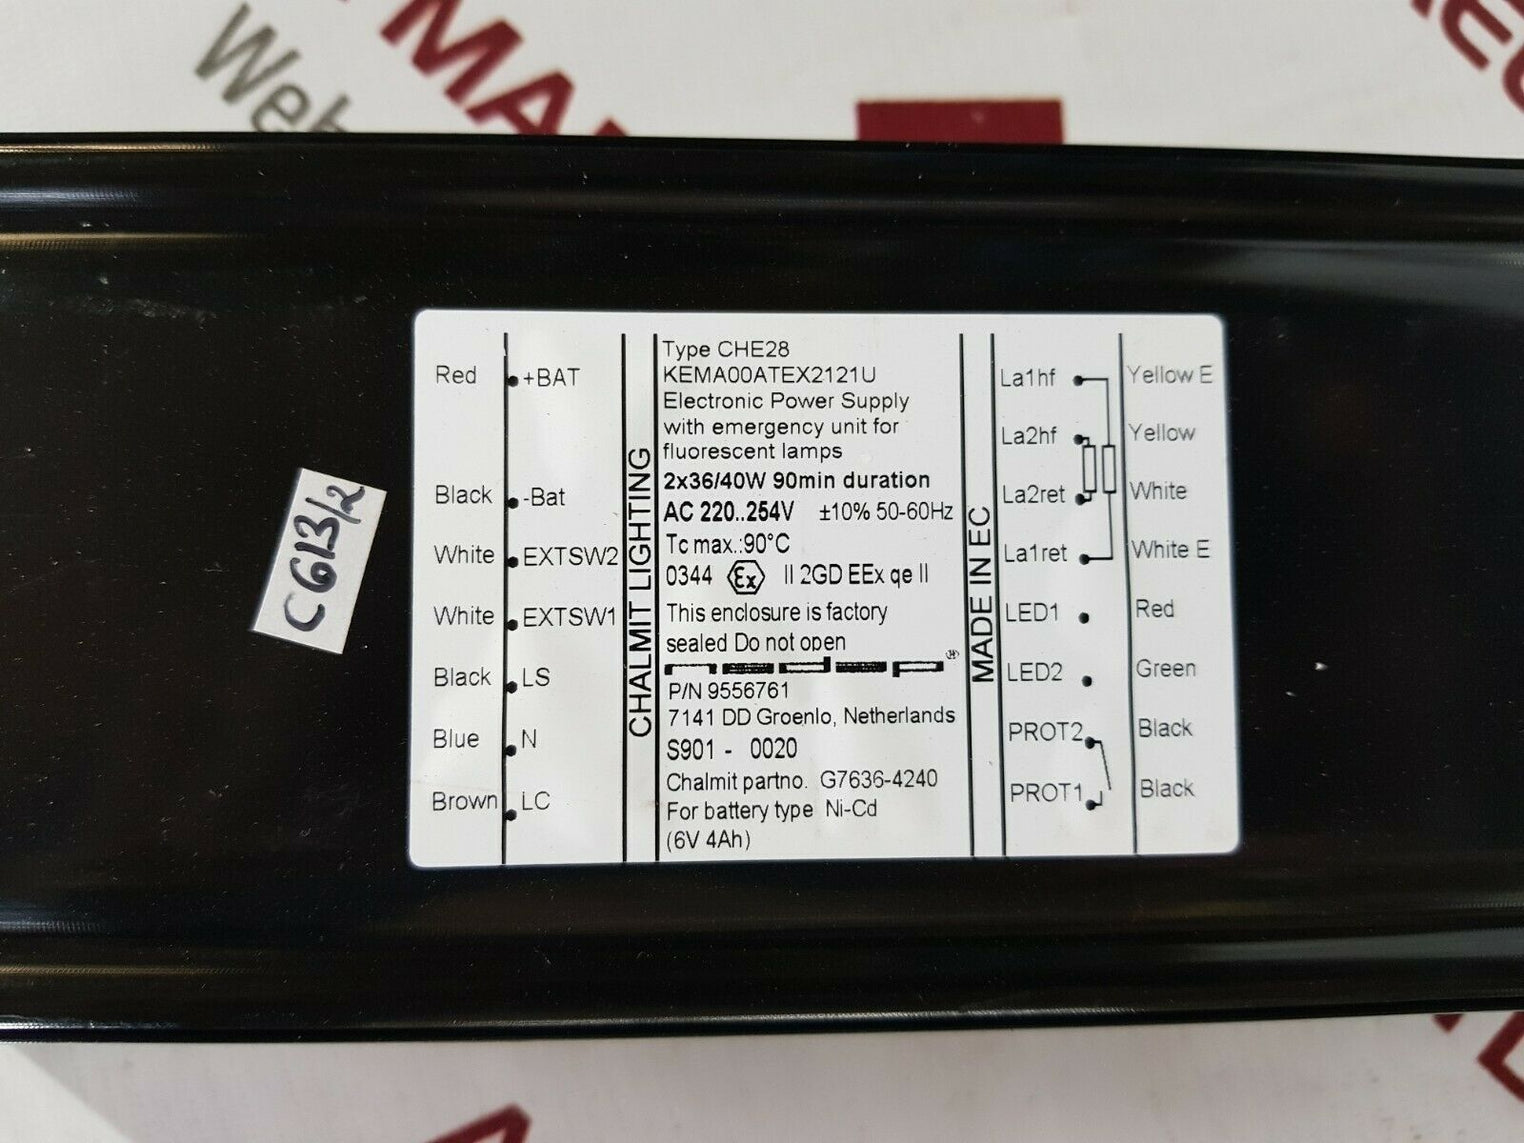 Web
C613/2
Red +BAT
Black -Bat
White EXTSW2
White EXTSW1
Black LS
Blue N
Brown LC
CHALMIT LIGHTING
Type CHE28
KEMA00ATEX2121U
Electronic Power Supply
with emergency unit for
fluorescent lamps
2x36/40W 90min duration
AC 220..254V ±10% 50-60Hz
Tc max.:90°C
0344 Ex II 2GD EEx qe II
This enclosure is factory
sealed Do not open
P/N 9556761
7141 DD Groenlo, Netherlands
S901 - 0020
Chalmit partno. G7636-4240
For battery type Ni-Cd
(6V 4Ah)
MADE IN EC
La1hf Yellow E
La2hf Yellow
La2ret White
La1ret White E
LED1 Red
LED2 Green
PROT2 Black
PROT1 Black